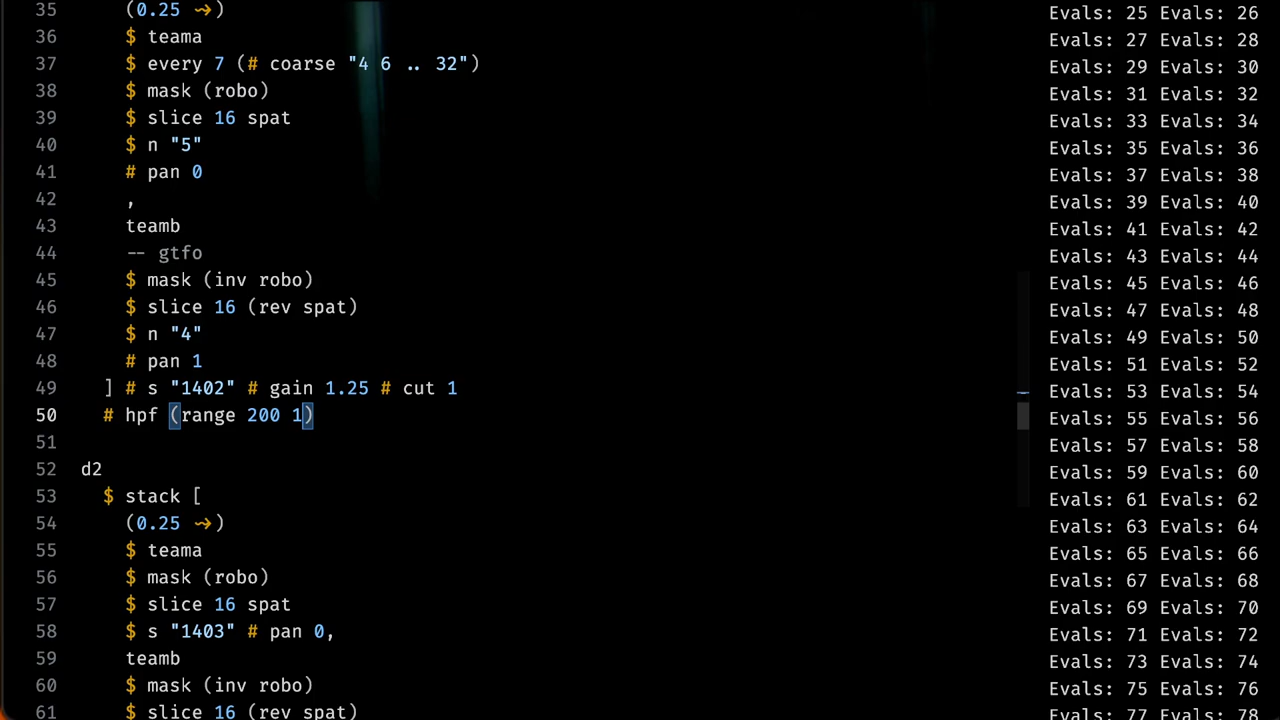 35 (0.25 ~>)
36 $ teama
37 $ every 7 (# coarse "4 6 .. 32")
38 $ mask (robo)
39 $ slice 16 spat
40 $ n "5"
41 # pan 0
42 ,
43 teamb
44 -- gtfo
45 $ mask (inv robo)
46 $ slice 16 (rev spat)
47 $ n "4"
48 # pan 1
49 ] # s "1402" # gain 1.25 # cut 1
50 # hpf (range 200 1)
51
52 d2
53 $ stack [
54 (0.25 ~>)
55 $ teama
56 $ mask (robo)
57 $ slice 16 spat
58 $ s "1403" # pan 0,
59 teamb
60 $ mask (inv robo)
61 $ slice 16 (rev spat)
Evals: 25 Evals: 26
Evals: 27 Evals: 28
Evals: 29 Evals: 30
Evals: 31 Evals: 32
Evals: 33 Evals: 34
Evals: 35 Evals: 36
Evals: 37 Evals: 38
Evals: 39 Evals: 40
Evals: 41 Evals: 42
Evals: 43 Evals: 44
Evals: 45 Evals: 46
Evals: 47 Evals: 48
Evals: 49 Evals: 50
Evals: 51 Evals: 52
Evals: 53 Evals: 54
Evals: 55 Evals: 56
Evals: 57 Evals: 58
Evals: 59 Evals: 60
Evals: 61 Evals: 62
Evals: 63 Evals: 64
Evals: 65 Evals: 66
Evals: 67 Evals: 68
Evals: 69 Evals: 70
Evals: 71 Evals: 72
Evals: 73 Evals: 74
Evals: 75 Evals: 76
Evals: 77 Evals: 78